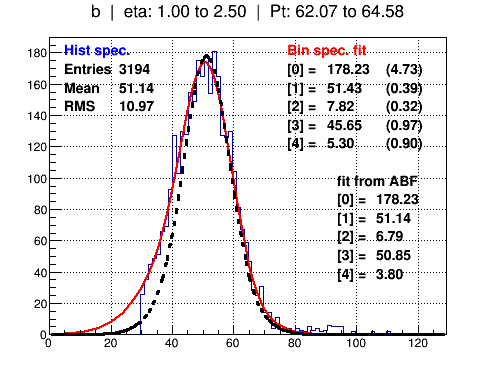 b | eta: 1.00 to 2.50 | Pt: 62.07 to 64.58
Hist spec.
Entries 3194
Mean 51.14
RMS 10.97
Bin spec. fit
[0] = 178.23 (4.73)
[1] = 51.43 (0.39)
[2] = 7.82 (0.32)
[3] = 45.65 (0.97)
[4] = 5.30 (0.90)
fit from ABF
[0] = 178.23
[1] = 51.14
[2] = 6.79
[3] = 50.85
[4] = 3.80
180
160
140
120
100
80
60
40
20
0
0 20 40 60 80 100 120